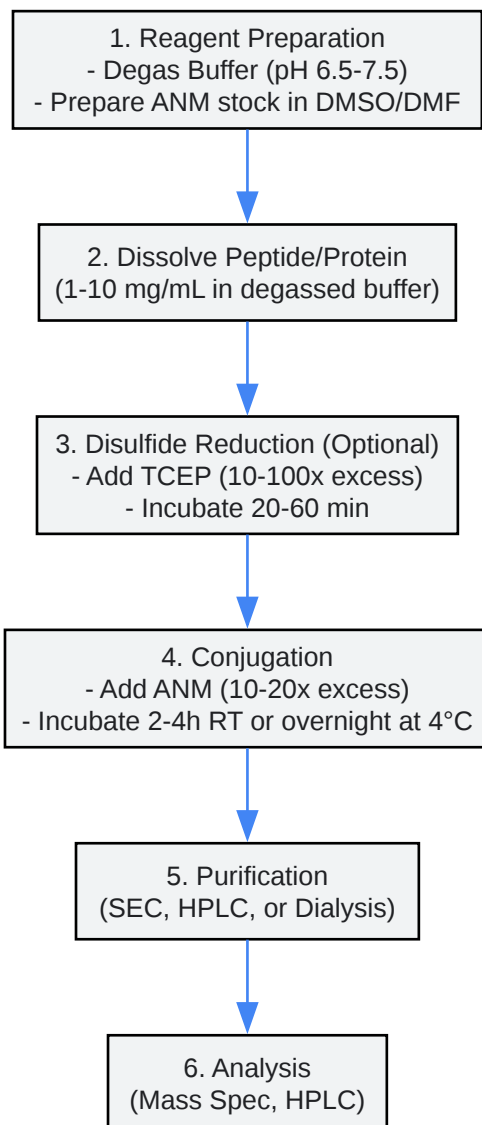 1. Reagent Preparation
- Degas Buffer (pH 6.5-7.5)
- Prepare ANM stock in DMSO/DMF
2. Dissolve Peptide/Protein
(1-10 mg/mL in degassed buffer)
3. Disulfide Reduction (Optional)
- Add TCEP (10-100x excess)
- Incubate 20-60 min
4. Conjugation
- Add ANM (10-20x excess)
- Incubate 2-4h RT or overnight at 4°C
5. Purification
(SEC, HPLC, or Dialysis)
6. Analysis
(Mass Spec, HPLC)